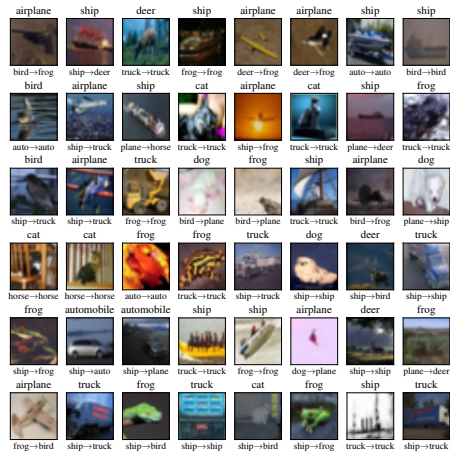 airplane ship deer ship airplane airplane ship ship
bird→frog ship→deer truck→truck frog→frog deer→frog deer→frog auto→auto bird→bird
bird airplane ship cat airplane cat ship frog
auto→auto ship→truck plane→horse truck→truck ship→frog truck→truck plane→deer truck→truck
bird airplane truck dog frog ship airplane dog
ship→truck ship→truck frog→frog bird→plane bird→plane truck→truck bird→frog plane→ship
cat cat frog frog truck dog deer truck
horse→horse horse→horse auto→auto truck→truck ship→truck ship→ship ship→bird ship→ship
frog automobile automobile ship ship airplane deer frog
ship→frog ship→auto ship→plane truck→truck frog→frog dog→plane ship→ship plane→deer
airplane truck frog truck cat frog ship truck
frog→bird ship→truck ship→bird ship→ship ship→bird ship→frog truck→truck ship→truck